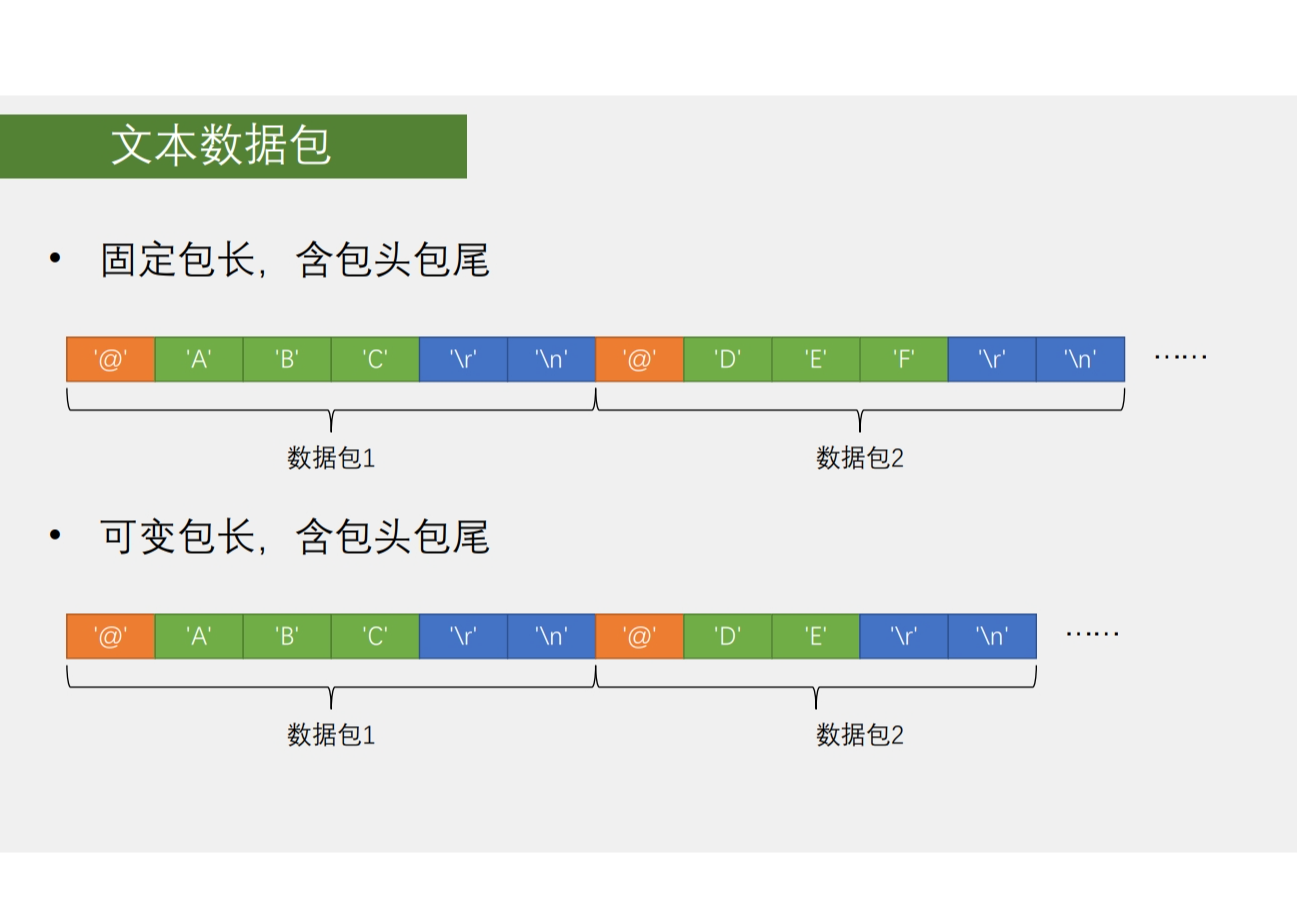 文本数据包
• 固定包长，含包头包尾
'@' 'A' 'B' 'C' '\r' '\n' '@' 'D' 'E' 'F' '\r' '\n' ……
数据包1 数据包2
• 可变包长，含包头包尾
'@' 'A' 'B' 'C' '\r' '\n' '@' 'D' 'E' '\r' '\n' ……
数据包1 数据包2